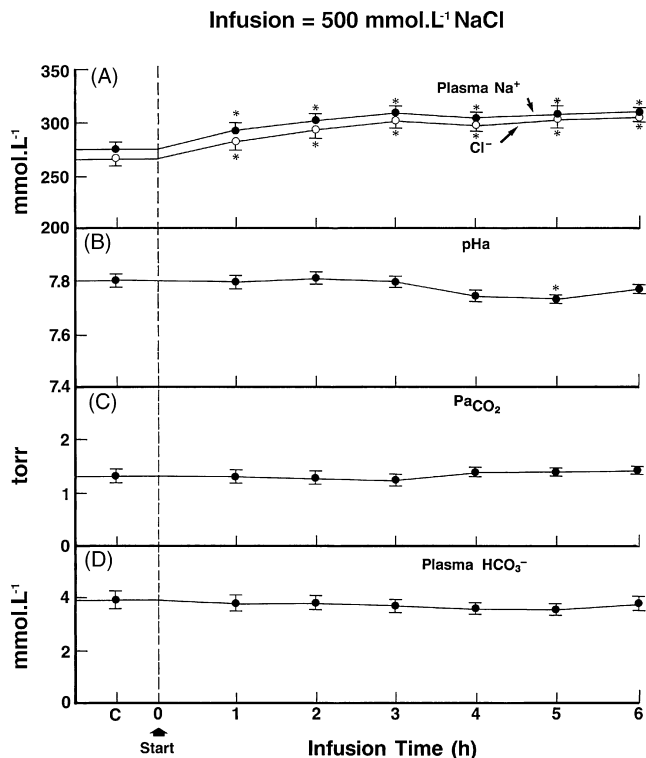 Infusion = 500 mmol.L⁻¹ NaCl
350
(A)
Plasma Na⁺
300
Cl⁻
250
200
mmol.L⁻¹
* * * * * *
* * * * * *
(B)
pHa
7.8
*
7.6
7.4
(C)
PaCO₂
2
1
0
torr
(D)
Plasma HCO₃⁻
4
2
0
mmol.L⁻¹
C 0 1 2 3 4 5 6
Start
Infusion Time (h)